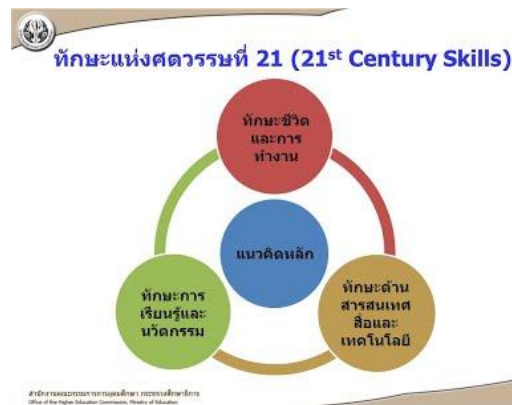 ทักษะแห่งศตวรรษที่ 21 (21st Century Skills)
ทักษะชีวิต
และการ
ทำงาน
แนวคิดหลัก
ทักษะการ
เรียนรู้และ
นวัตกรรม
ทักษะด้าน
สารสนเทศ
สื่อและ
เทคโนโลยี
สำนักงานคณะกรรมการการอุดมศึกษา กระทรวงศึกษาธิการ
Office of the Higher Education Commission, Ministry of Education